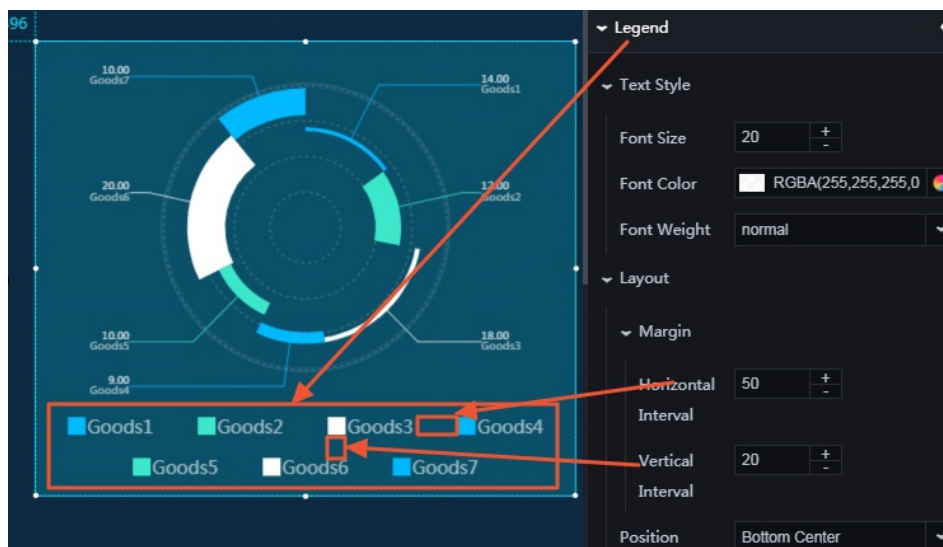 96
10.00
Goods7
14.00
Goods1
20.00
Goods6
12.00
Goods2
10.00
Goods5
18.00
Goods3
9.00
Goods4
Goods1 Goods2 Goods3 Goods4
Goods5 Goods6 Goods7
Legend
Text Style
Font Size 20 + -
Font Color RGBA(255,255,255,0
Font Weight normal
Layout
Margin
Horizontal 50 + -
Interval
Vertical 20 + -
Interval
Position Bottom Center